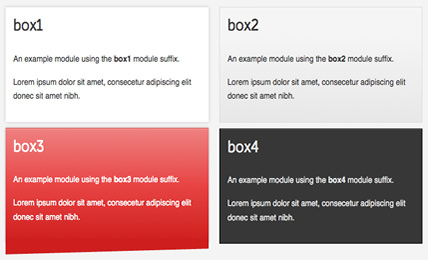 box1
An example module using the box1 module suffix.
Lorem ipsum dolor sit amet, consecetur adipiscing elit
donec sit amet nibh.
box2
An example module using the box2 module suffix.
Lorem ipsum dolor sit amet, consecetur adipiscing elit
donec sit amet nibh.
box3
An example module using the box3 module suffix.
Lorem ipsum dolor sit amet, consecetur adipiscing elit
donec sit amet nibh.
box4
An example module using the box4 module suffix.
Lorem ipsum dolor sit amet, consecetur adipiscing elit
donec sit amet nibh.